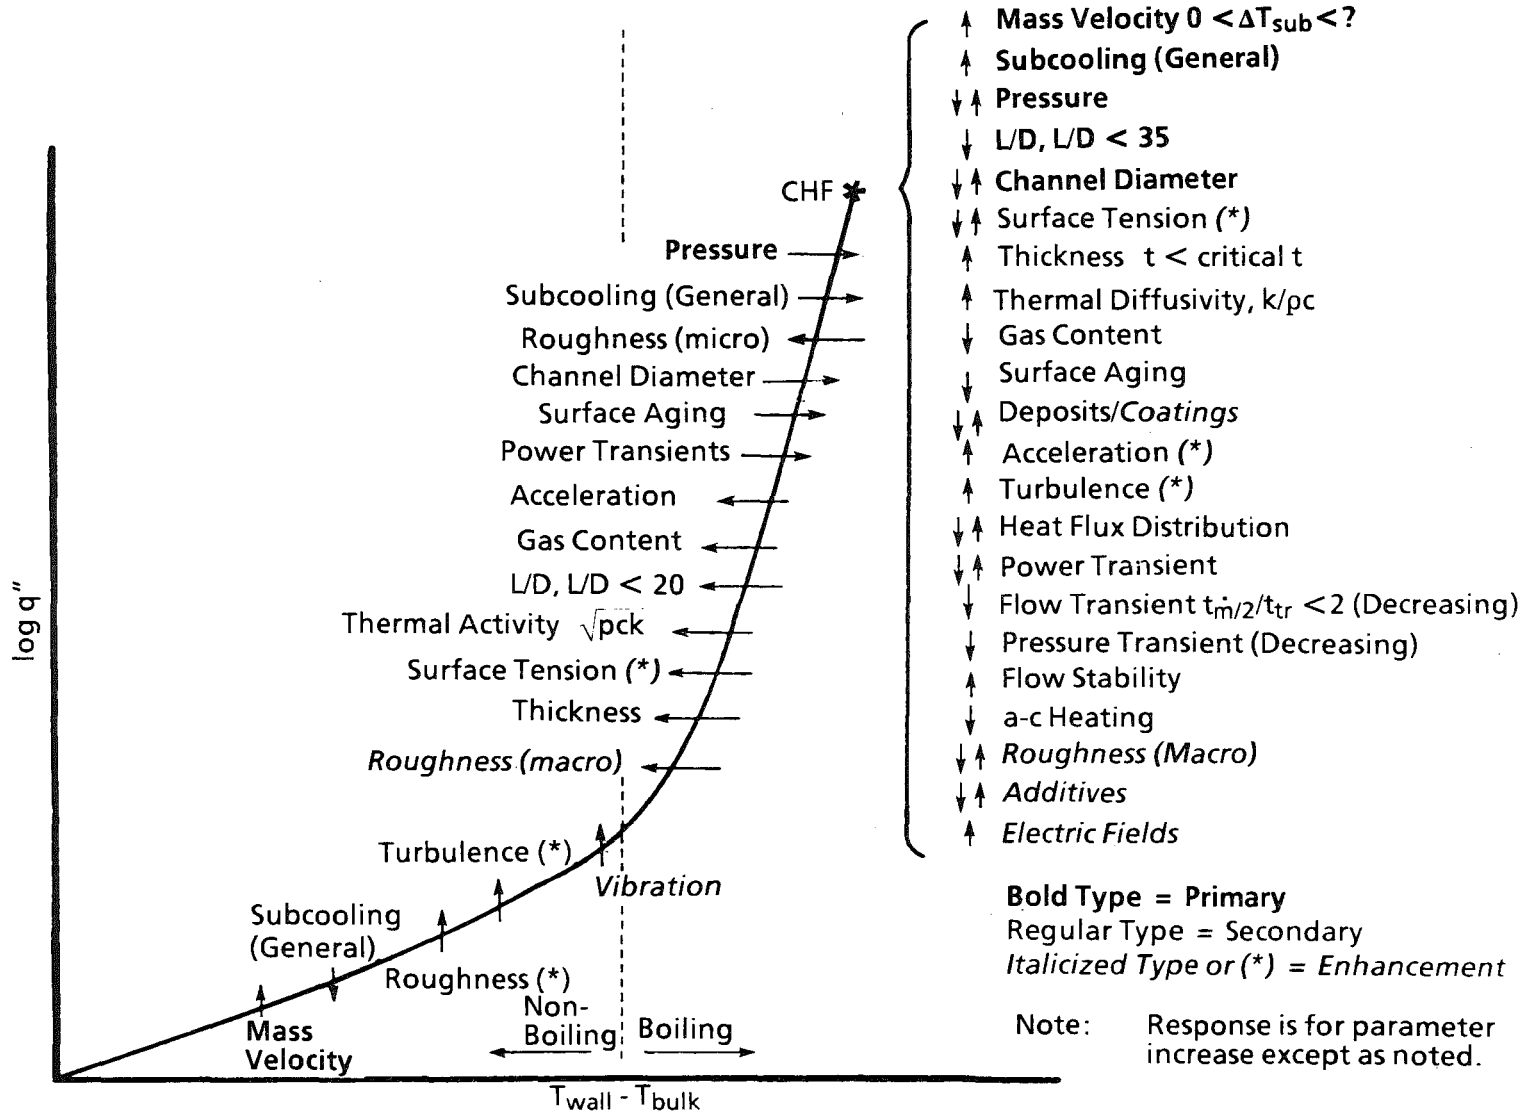 Mass Velocity 0 < ΔTsub < ?
Subcooling (General)
Pressure
L/D, L/D < 35
Channel Diameter
Surface Tension (*)
Thickness t < critical t
Thermal Diffusivity, k/ρc
Gas Content
Surface Aging
Deposits/Coatings
Acceleration (*)
Turbulence (*)
Heat Flux Distribution
Power Transient
Flow Transient tṁ/2/ttr < 2 (Decreasing)
Pressure Transient (Decreasing)
Flow Stability
a-c Heating
Roughness (Macro)
Additives
Electric Fields
CHF
Pressure
Subcooling (General)
Roughness (micro)
Channel Diameter
Surface Aging
Power Transients
Acceleration
Gas Content
L/D, L/D < 20
Thermal Activity √pck
Surface Tension (*)
Thickness
Roughness (macro)
Turbulence (*)
Vibration
Subcooling
(General)
Roughness (*)
Mass
Velocity
Non-
Boiling
Boiling
log q"
Twall - Tbulk
Bold Type = Primary
Regular Type = Secondary
Italicized Type or (*) = Enhancement
Note: Response is for parameter
increase except as noted.